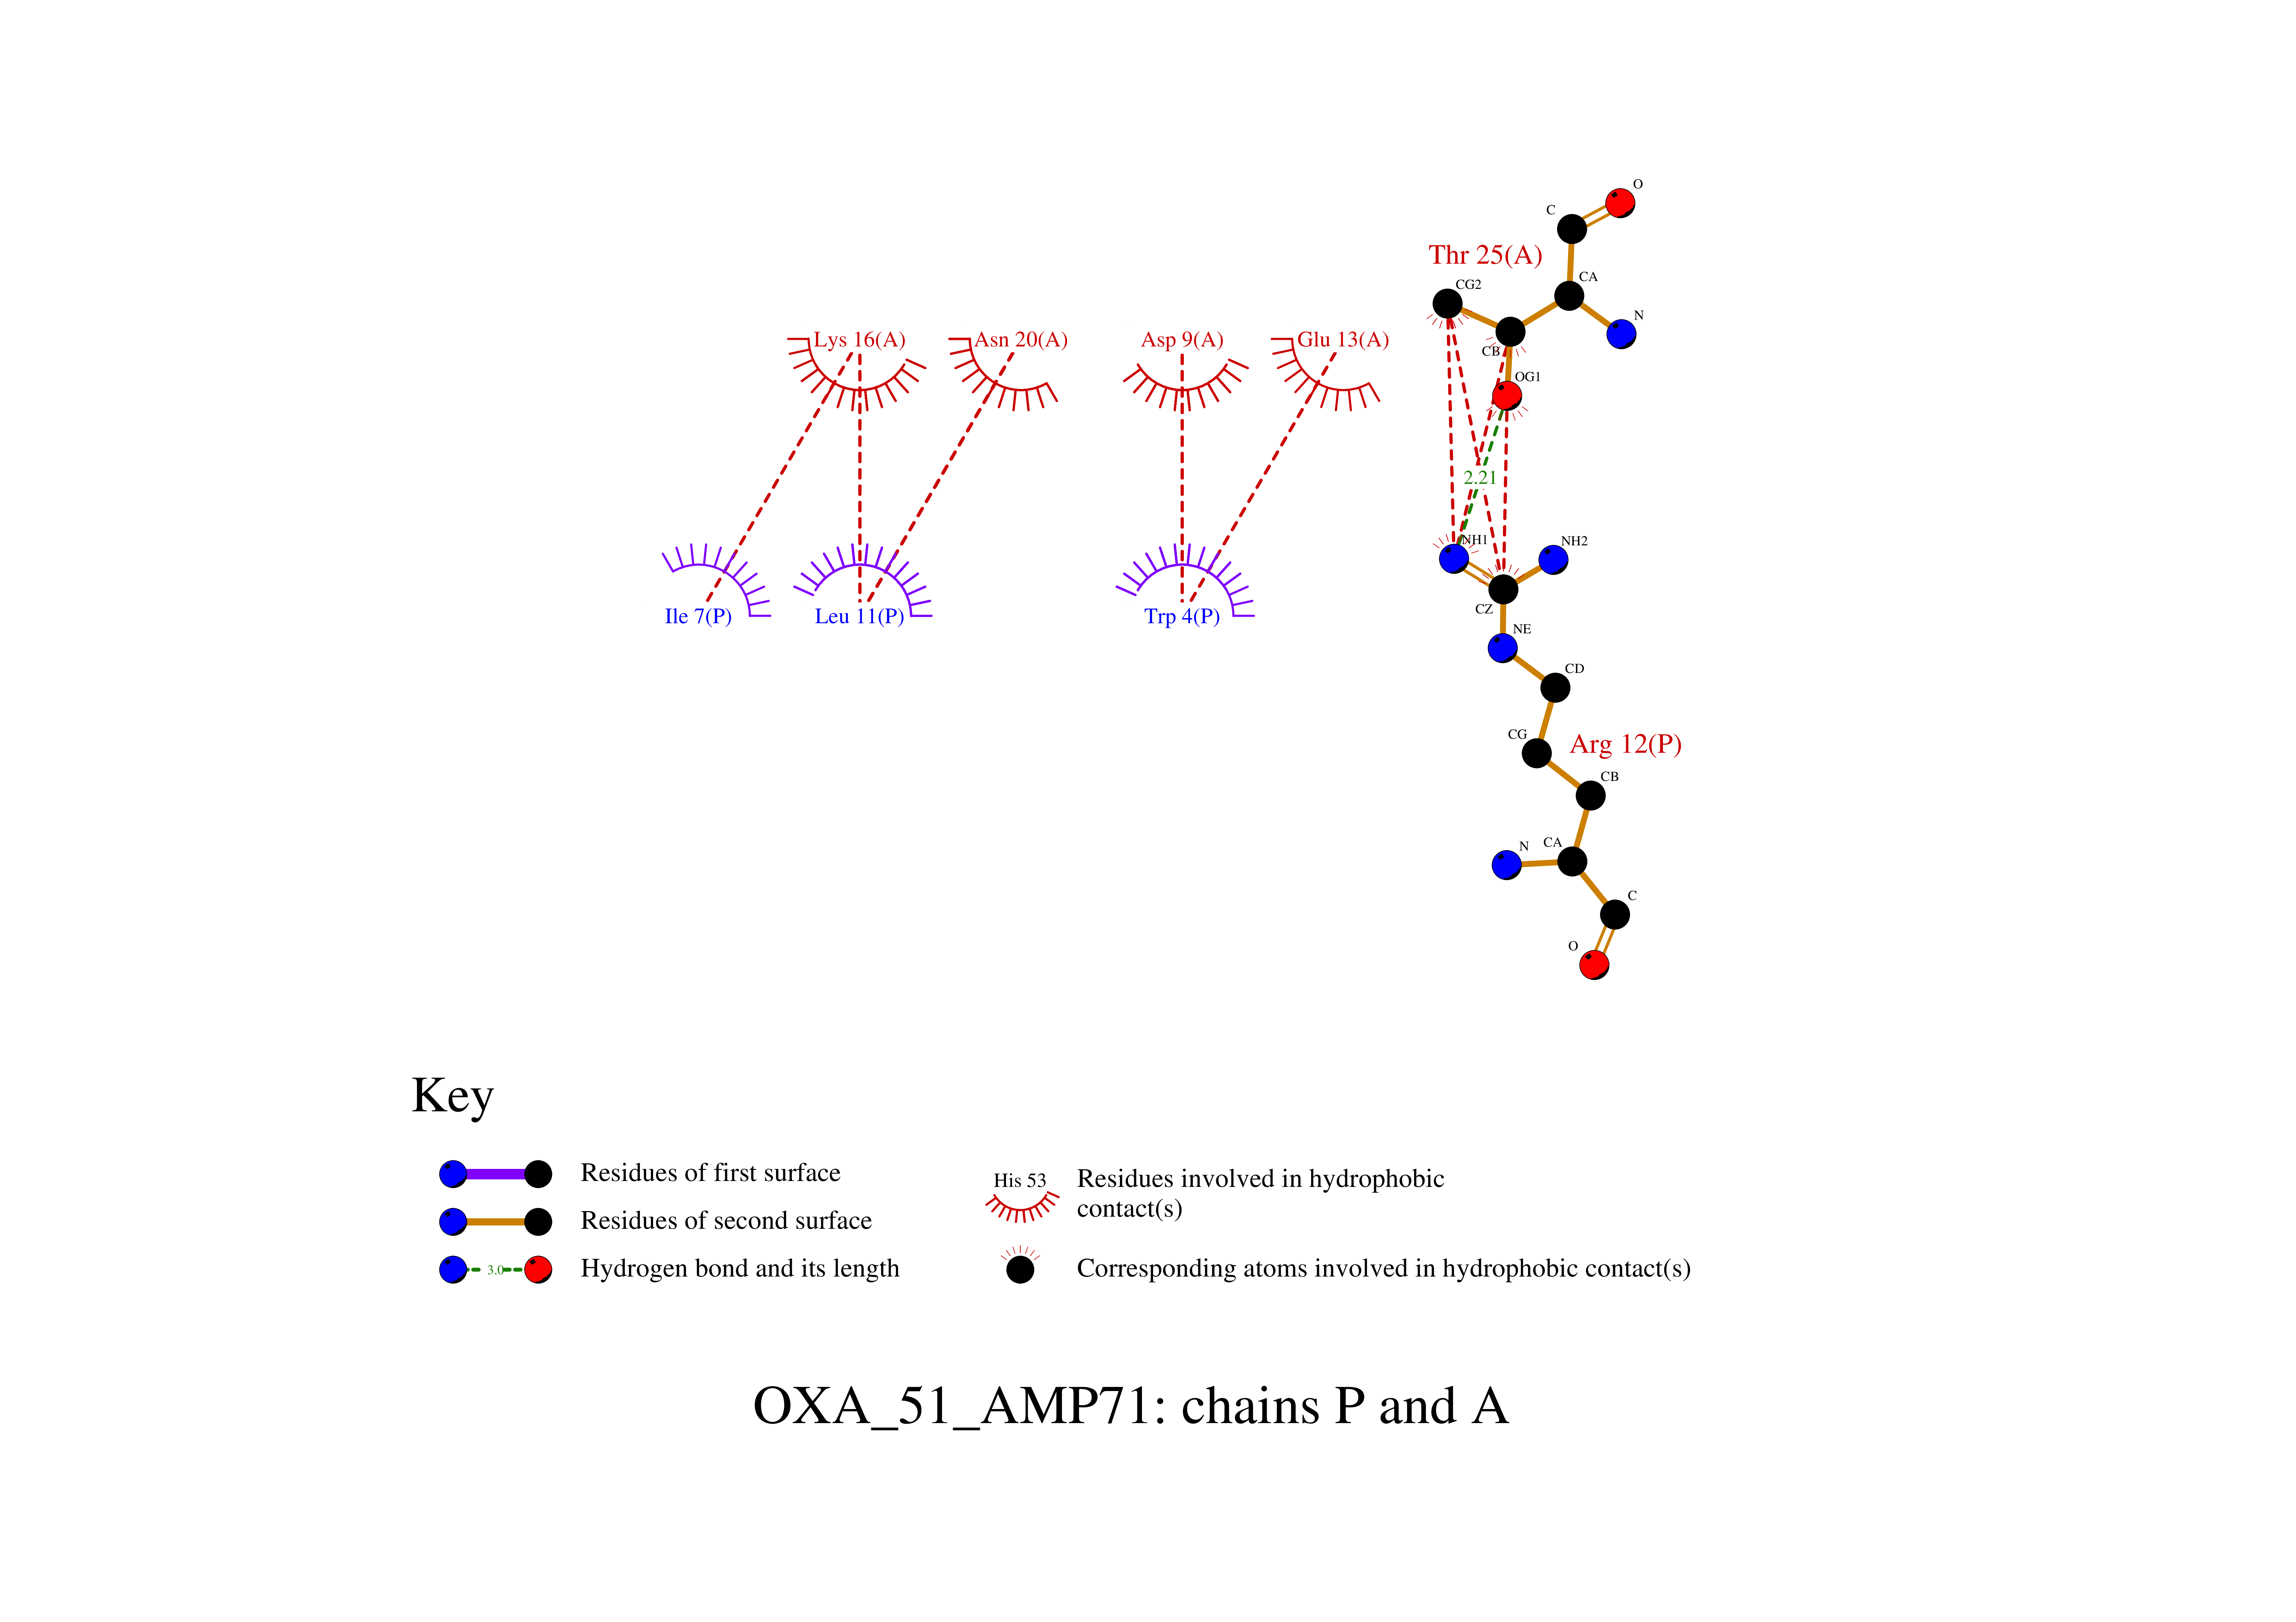 O
C
Thr 25(A)
CA
CG2
N
Lys 16(A) Asn 20(A) Asp 9(A) Glu 13(A)
CB
OG1
2.21
NH1
NH2
CZ
Ile 7(P) Leu 11(P) Trp 4(P)
NE
CD
CG
Arg 12(P)
CB
N
CA
C
O
Key
Residues of first surface
Residues of second surface
3.0
Hydrogen bond and its length
His 53
Residues involved in hydrophobic
contact(s)
Corresponding atoms involved in hydrophobic contact(s)
OXA_51_AMP71: chains P and A